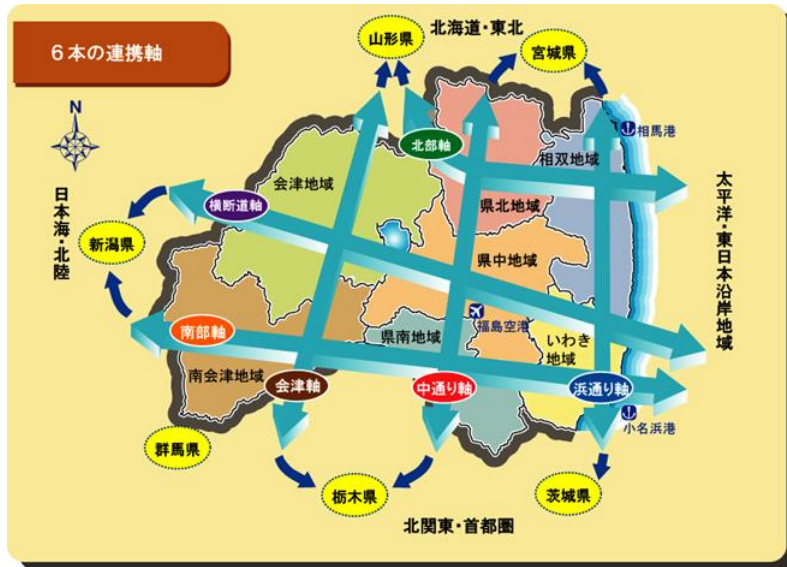 6本の連携軸
山形県
北海道・東北
宮城県
N
北部軸
相馬港
相双地域
会津地域
県北地域
横断道軸
日本海・北陸
新潟県
太平洋・東日本沿岸地域
県中地域
福島空港
南部軸
県南地域
いわき
地域
南会津地域
会津軸
中通り軸
浜通り軸
小名浜港
群馬県
栃木県
茨城県
北関東・首都圏